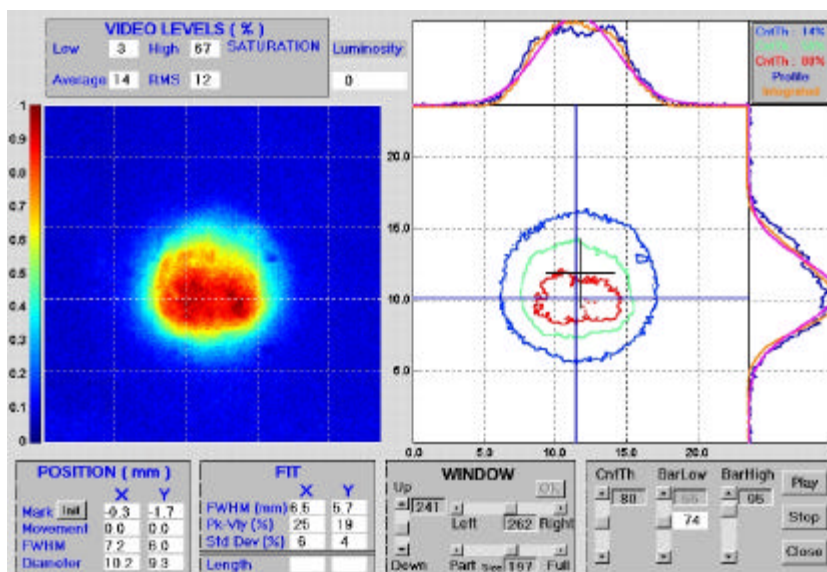 VIDEO LEVELS ( % )
Low 3 High 67 SATURATION Luminosity
Average 14 RMS 12 0
CntTh : 14%
CntTh : 80%
Profile
Integrated
1
0.9
0.8
0.7
0.6
0.5
0.4
0.3
0.2
0.1
0
20.0
15.0
10.0
5.0
0.0 5.0 10.0 15.0 20.0
POSITION ( mm )
X Y
Mark Init -0.3 -1.7
Movement 0.0 0.0
FWHM 7.2 6.0
Diameter 10.2 9.3
FIT
X Y
FWHM (mm) 6.5 5.7
Pk-Vly (%) 25 19
Std Dev (%) 6 4
Length
WINDOW
Up OK
241
Left 262 Right
Down Part Size 197 Full
CntTh BarLow BarHigh Play
80 95
74 Stop
Close